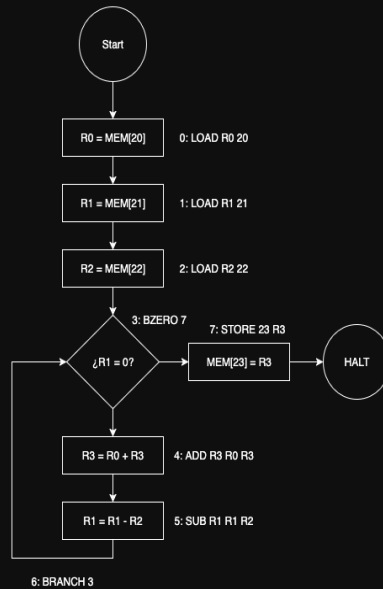 Start
R0 = MEM[20]
0: LOAD R0 20
R1 = MEM[21]
1: LOAD R1 21
R2 = MEM[22]
2: LOAD R2 22
3: BZERO 7
7: STORE 23 R3
¿R1 = 0?
MEM[23] = R3
HALT
R3 = R0 + R3
4: ADD R3 R0 R3
R1 = R1 - R2
5: SUB R1 R1 R2
6: BRANCH 3